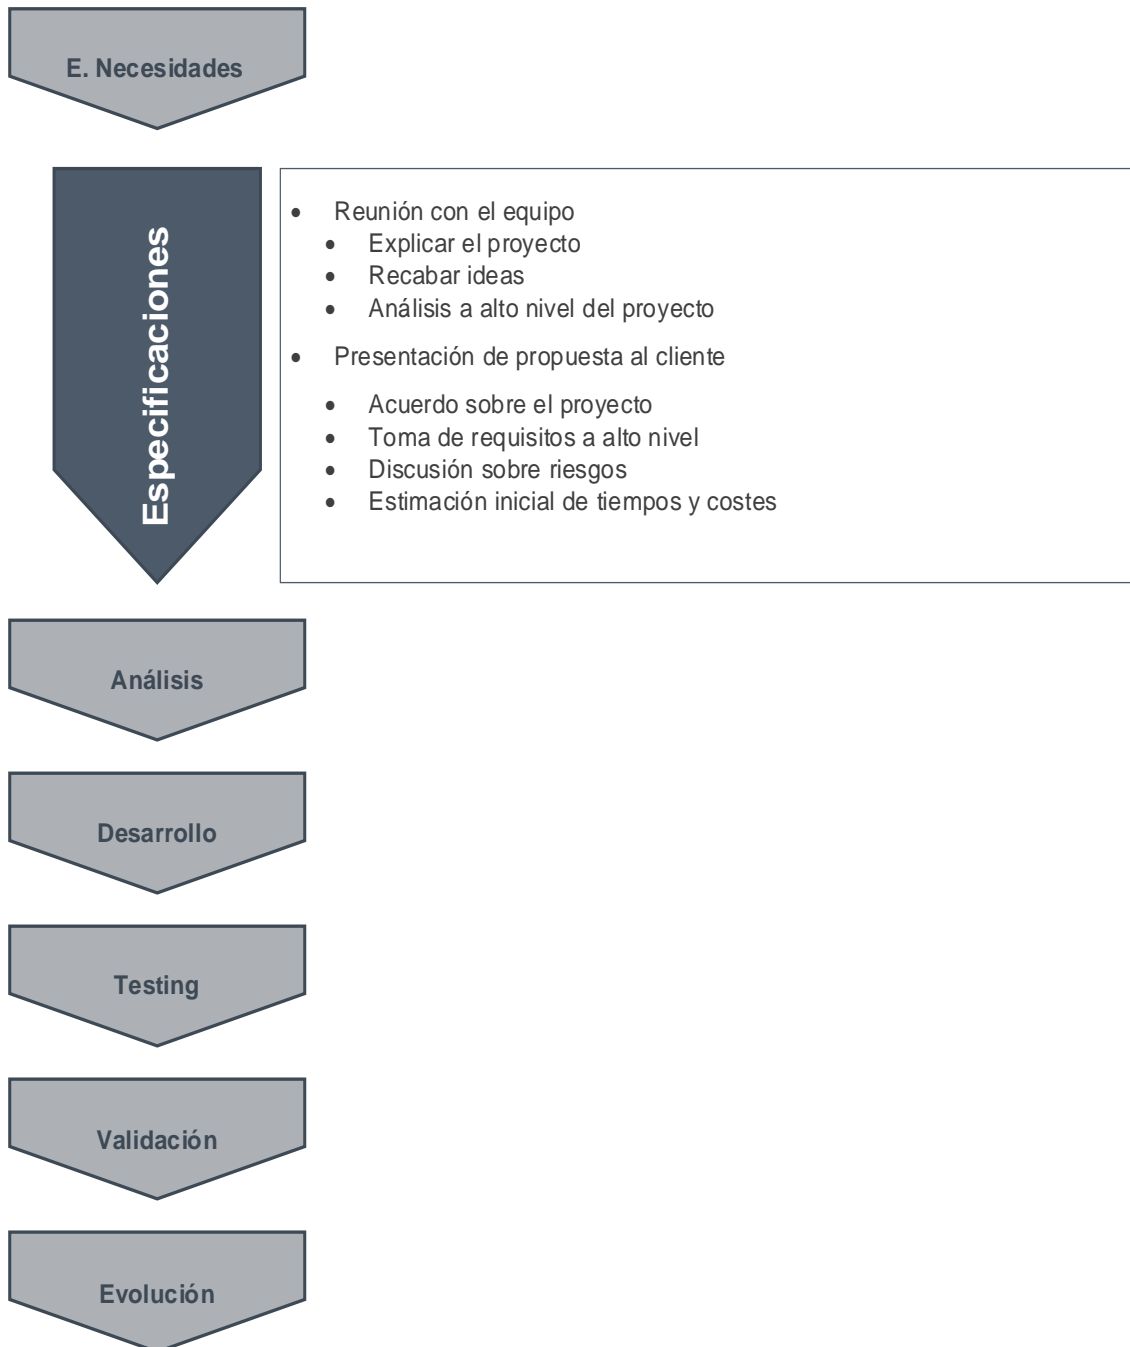 E. Necesidades
Especificaciones
• Reunión con el equipo
• Explicar el proyecto
• Recabar ideas
• Análisis a alto nivel del proyecto
• Presentación de propuesta al cliente
• Acuerdo sobre el proyecto
• Toma de requisitos a alto nivel
• Discusión sobre riesgos
• Estimación inicial de tiempos y costes
Análisis
Desarrollo
Testing
Validación
Evolución